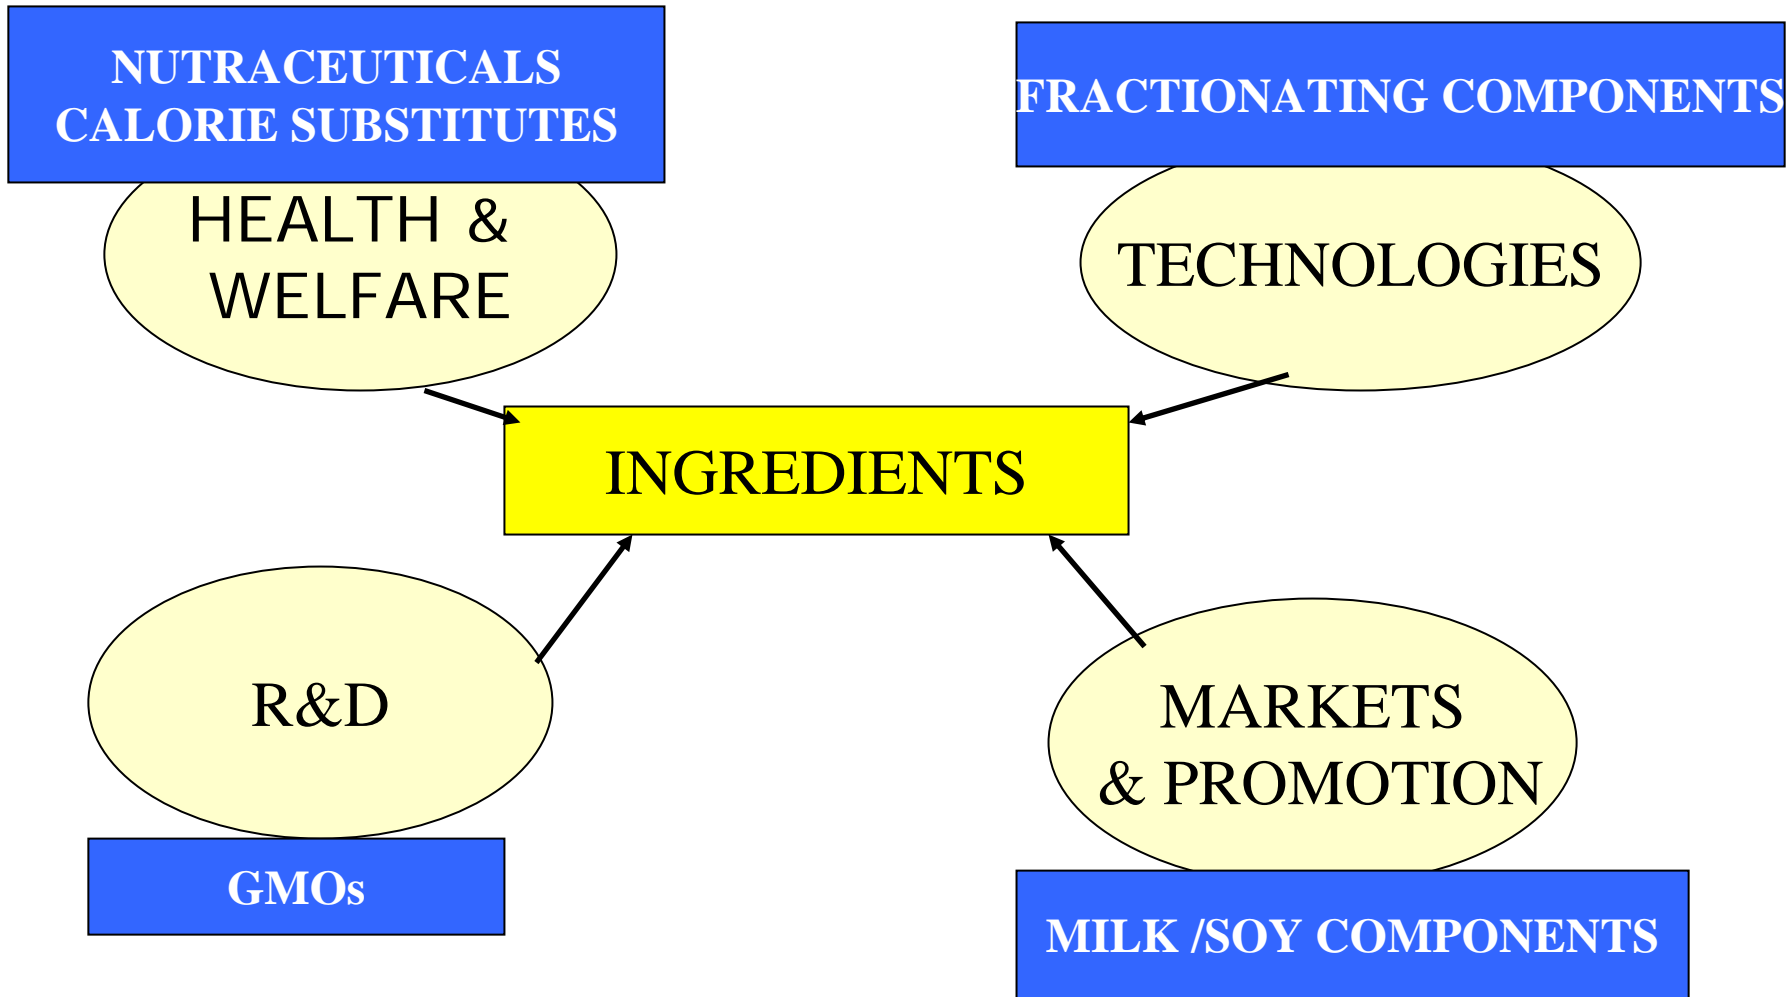 NUTRACEUTICALS
CALORIE SUBSTITUTES
FRACTIONATING COMPONENTS
HEALTH &
WELFARE
TECHNOLOGIES
INGREDIENTS
R&D
MARKETS
& PROMOTION
GMOs
MILK /SOY COMPONENTS